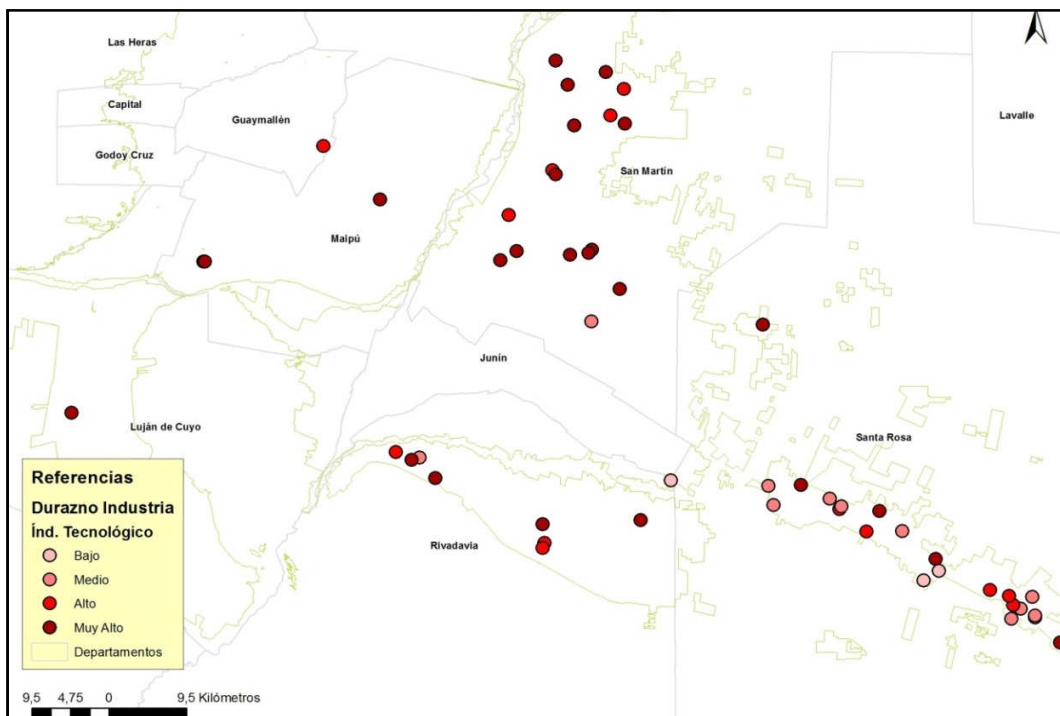 Las Heras
Capital
Guaymallén
Godoy Cruz
Lavalle
San Martín
Maipú
Junín
Luján de Cuyo
Santa Rosa
Rivadavia
Referencias
Durazno Industria
Índ. Tecnológico
Bajo
Medio
Alto
Muy Alto
Departamentos
9,5 4,75 0 9,5 Kilómetros